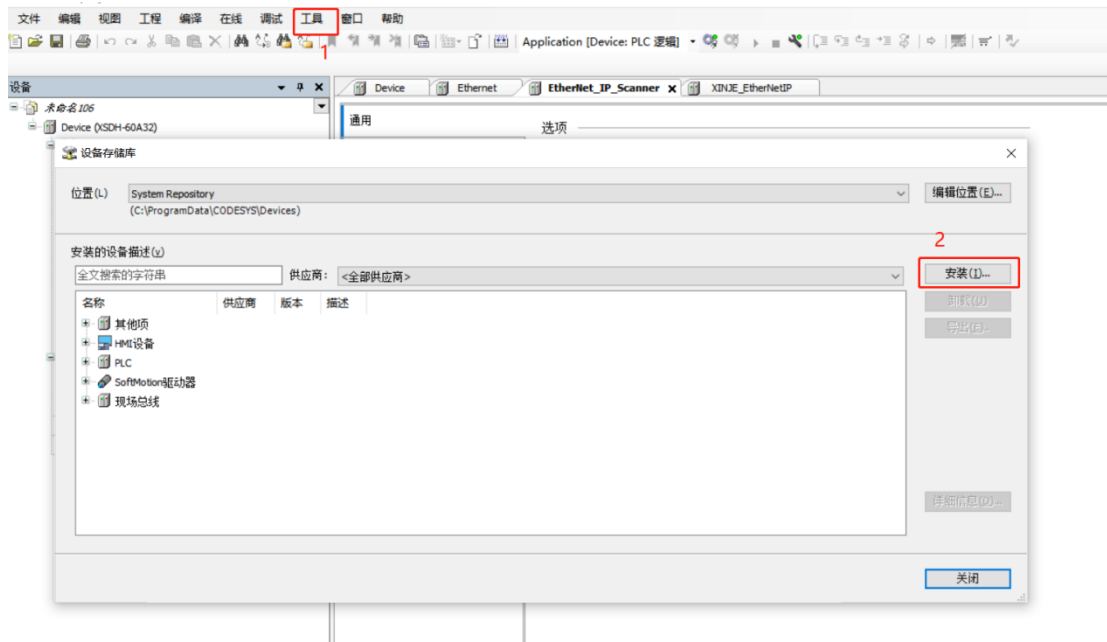 文件 编辑 视图 工程 编译 在线 调试 工具 窗口 帮助
1
Application [Device: PLC 逻辑]
设备
Device Ethernet EtherNet_IP_Scanner XINJE_EtherNetIP
未命名106
通用
选项
Device (XSDH-60A32)
设备存储库
位置(L) System Repository 编辑位置(E)...
(C:\ProgramData\CODESYS\Devices)
2
安装的设备描述(V)
全文搜索的字符串 供应商: <全部供应商> 安装(I)...
名称 供应商 版本 描述
卸载(U)
其他项
导出(E)..
HMI设备
PLC
SoftMotion驱动器
现场总线
详细信息(D)...
关闭